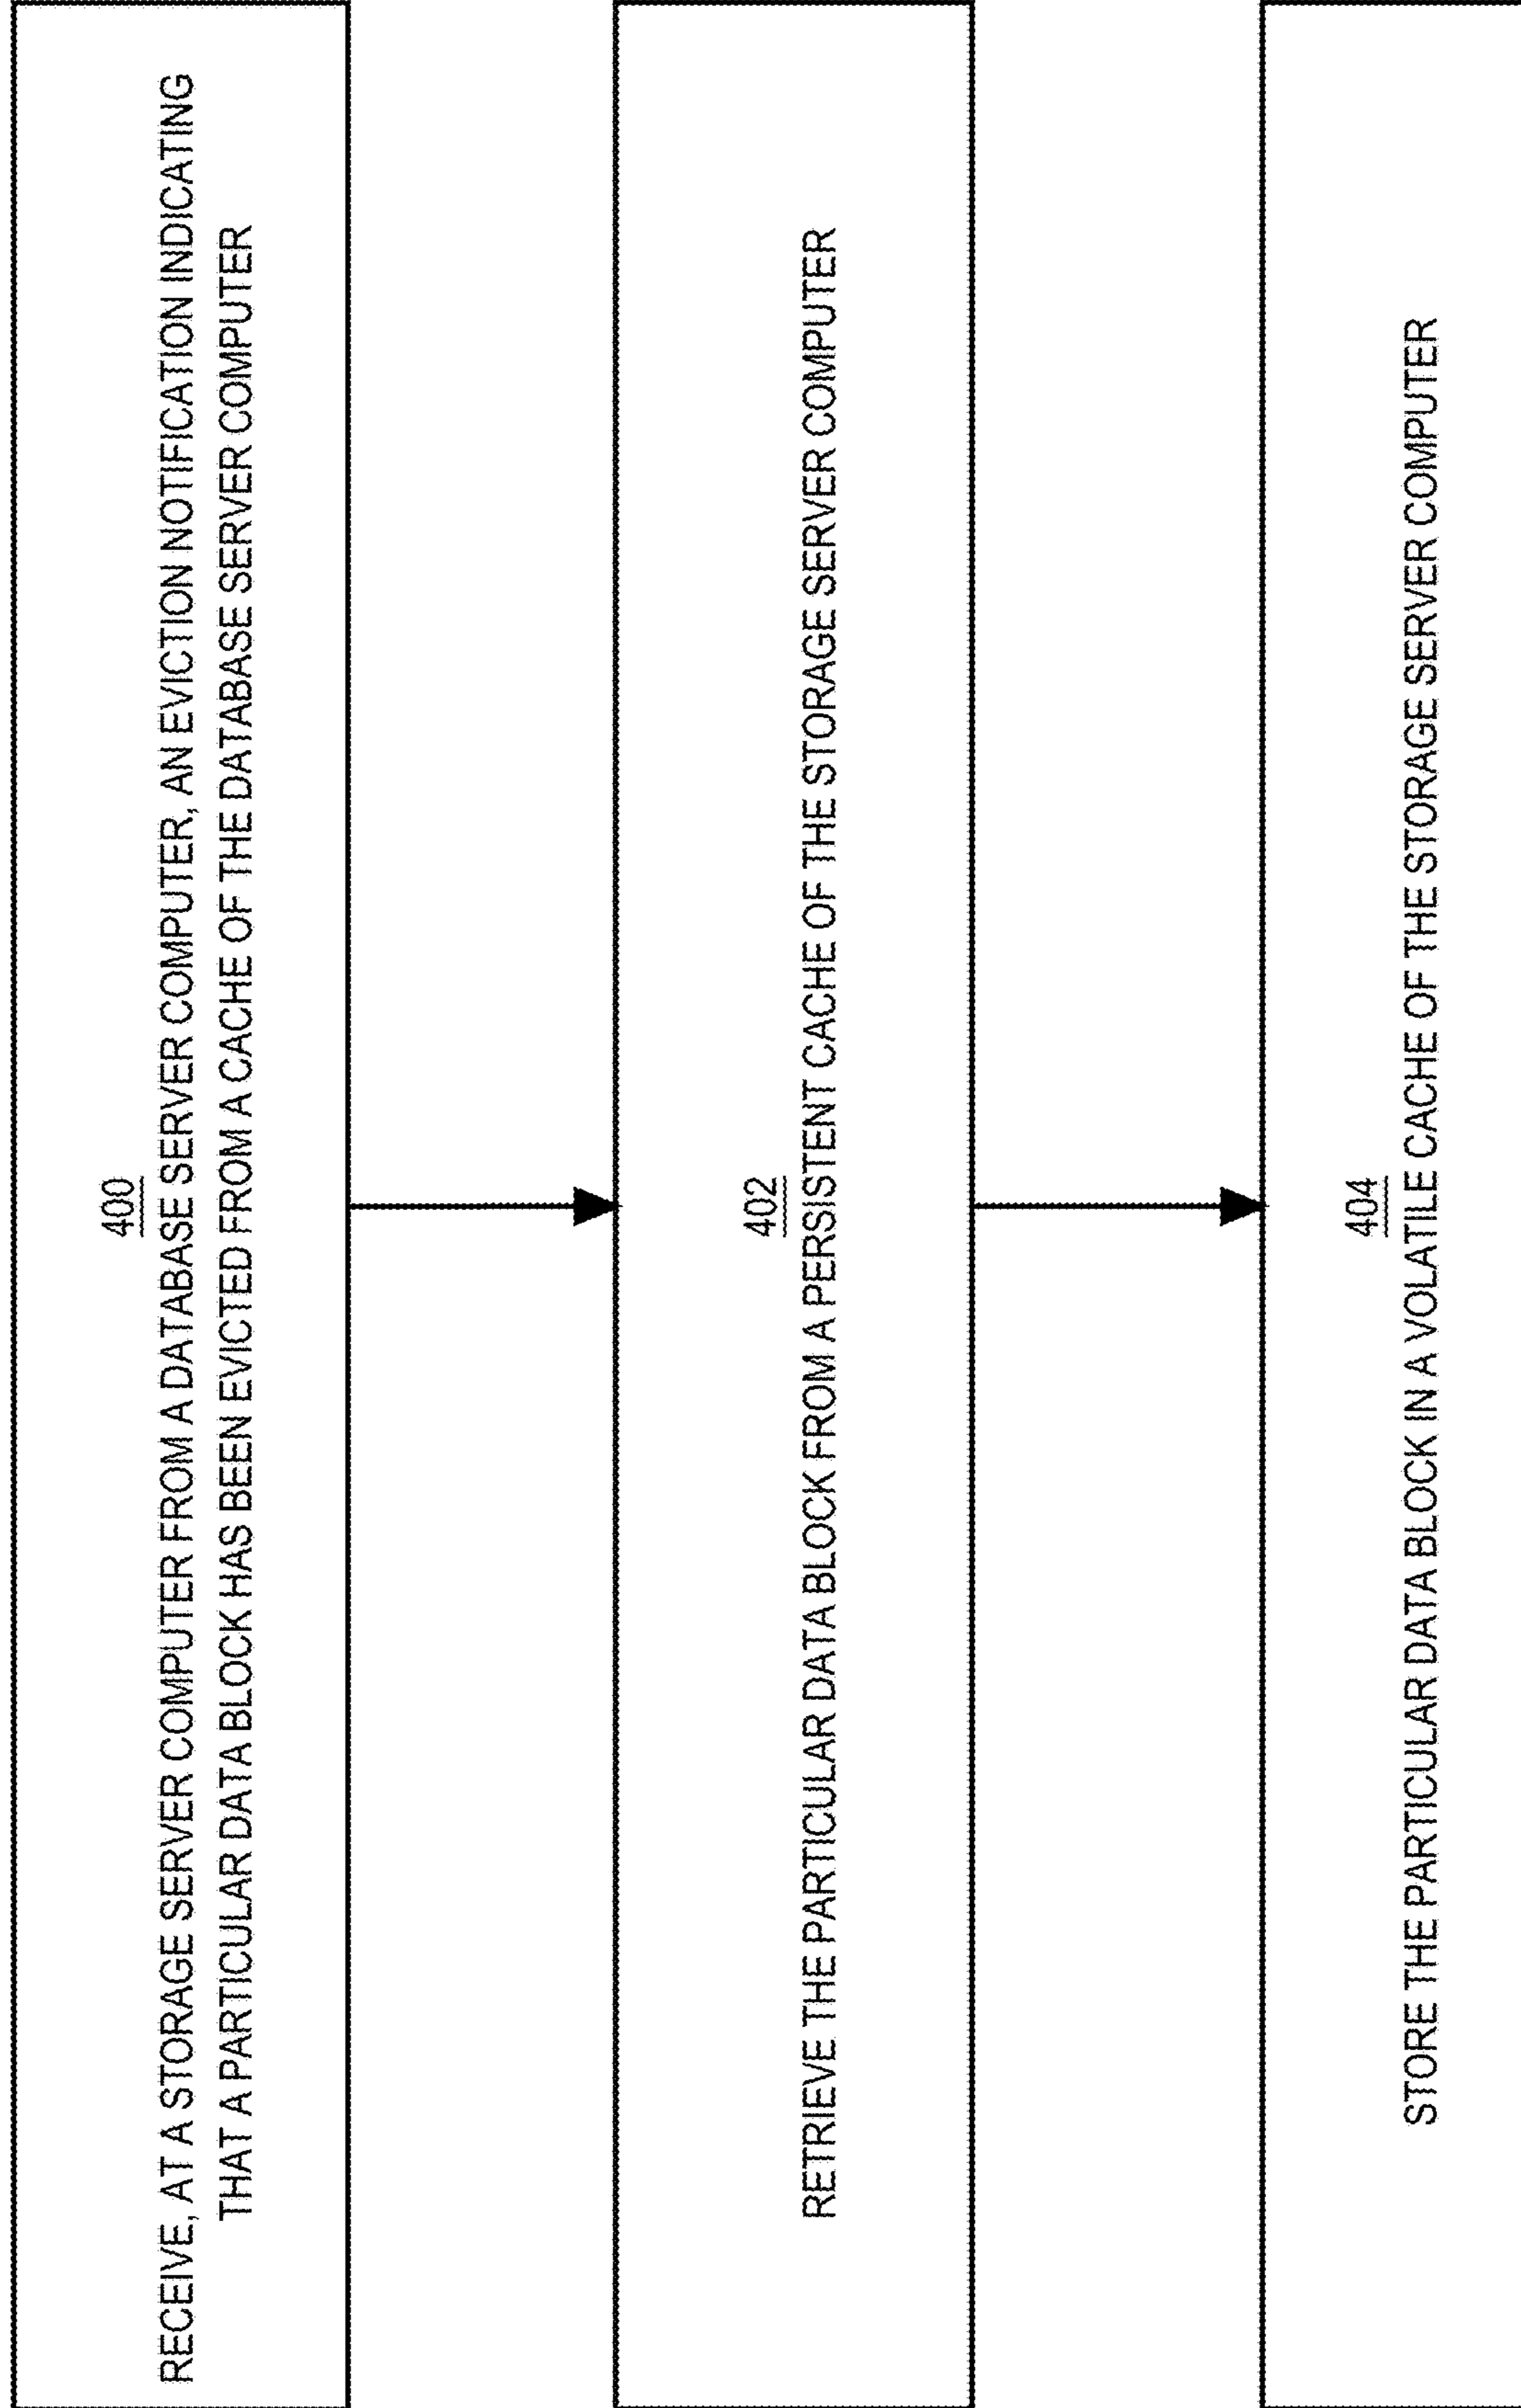 400
RECEIVE, AT A STORAGE SERVER COMPUTER FROM A DATABASE SERVER COMPUTER, AN EVICTION NOTIFICATION INDICATING
THAT A PARTICULAR DATA BLOCK HAS BEEN EVICTED FROM A CACHE OF THE DATABASE SERVER COMPUTER
402
RETRIEVE THE PARTICULAR DATA BLOCK FROM A PERSISTENT CACHE OF THE STORAGE SERVER COMPUTER
404
STORE THE PARTICULAR DATA BLOCK IN A VOLATILE CACHE OF THE STORAGE SERVER COMPUTER